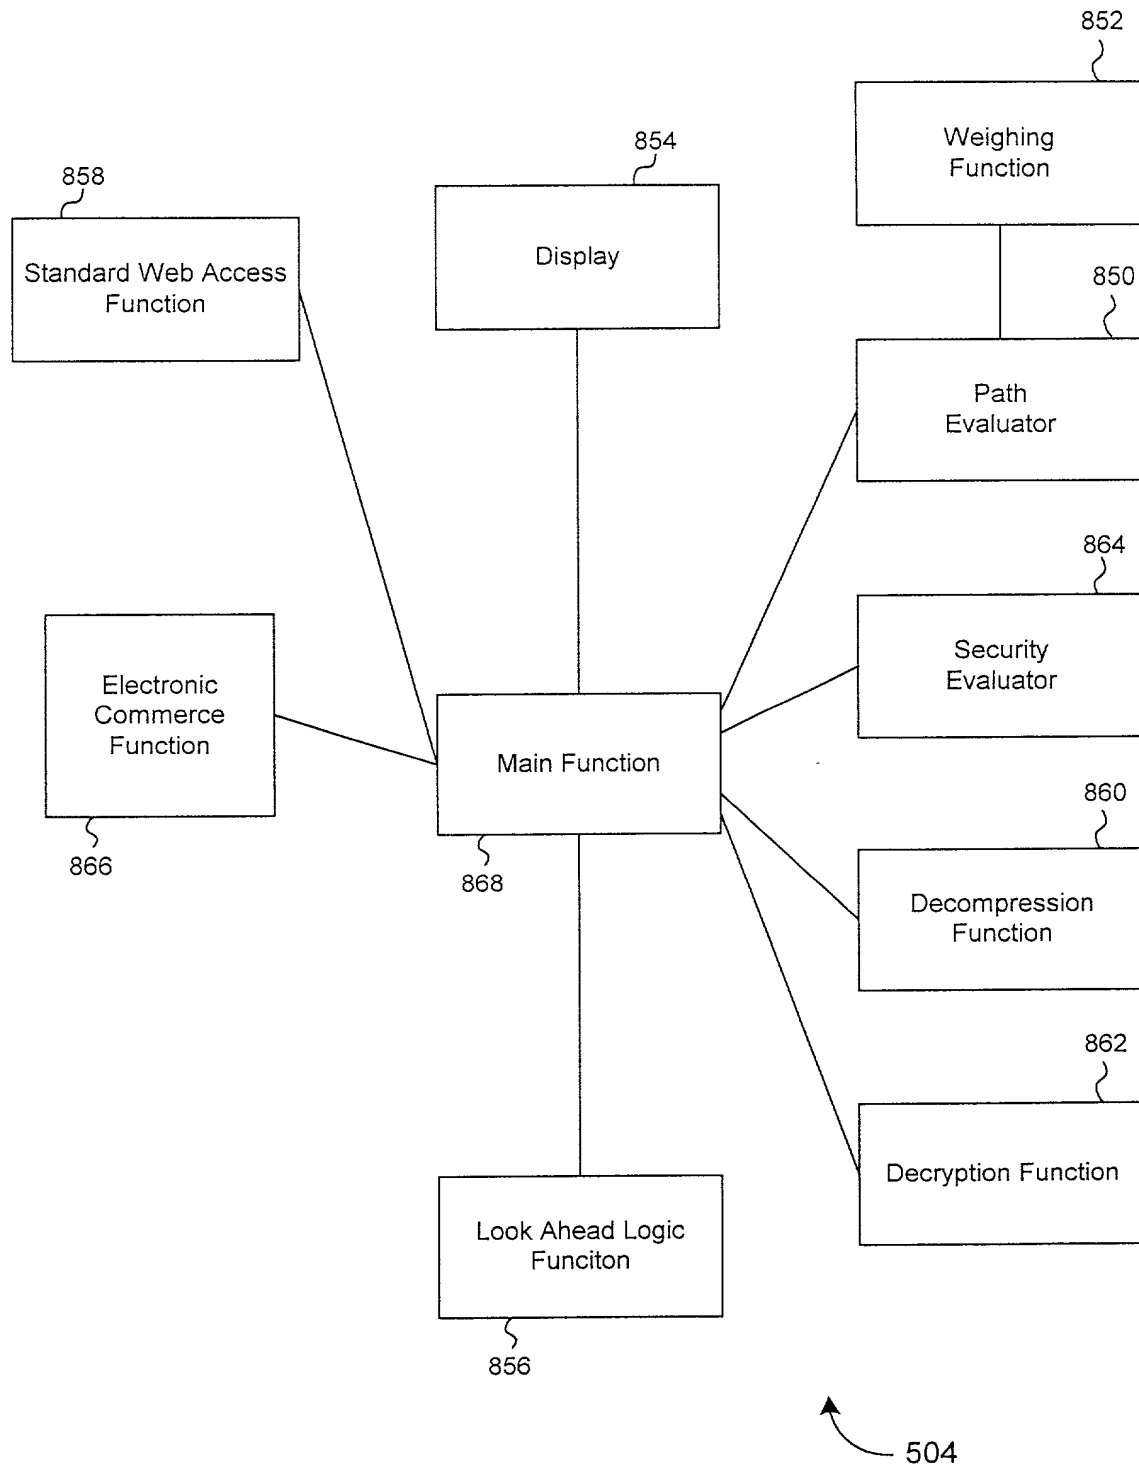 852
Weighing
Function
854
858
Display
Standard Web Access
Function
850
Path
Evaluator
864
Security
Evaluator
Electronic
Commerce
Function
Main Function
860
866
868
Decompression
Function
862
Decryption Function
Look Ahead Logic
Funciton
856
504